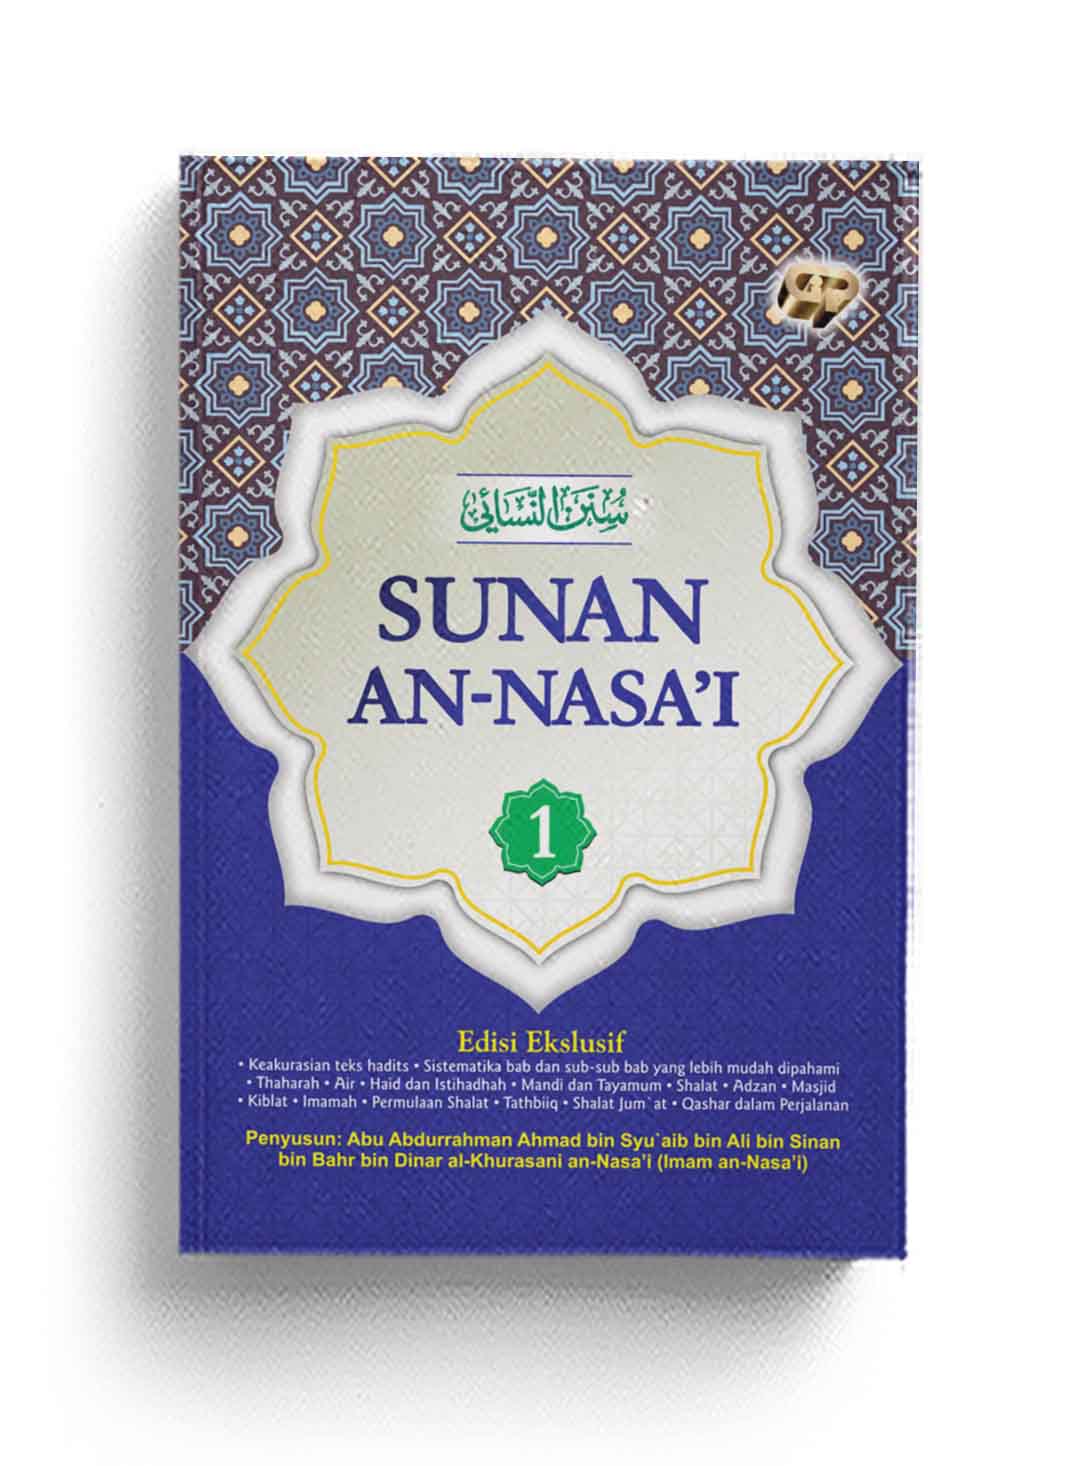 سُنَنُ النَّسَائِي
SUNAN
AN-NASA'I
1
Edisi Ekslusif
• Keakurasian teks hadits • Sistematika bab dan sub-sub bab yang lebih mudah dipahami
• Thaharah • Air • Haid dan Istihadhah • Mandi dan Tayamum • Shalat • Adzan • Masjid
• Kiblat • Imamah • Permulaan Shalat • Tathbiiq • Shalat Jum`at • Qashar dalam Perjalanan
Penyusun: Abu Abdurrahman Ahmad bin Syu`aib bin Ali bin Sinan
bin Bahr bin Dinar al-Khurasani an-Nasa'i (Imam an-Nasa'i)